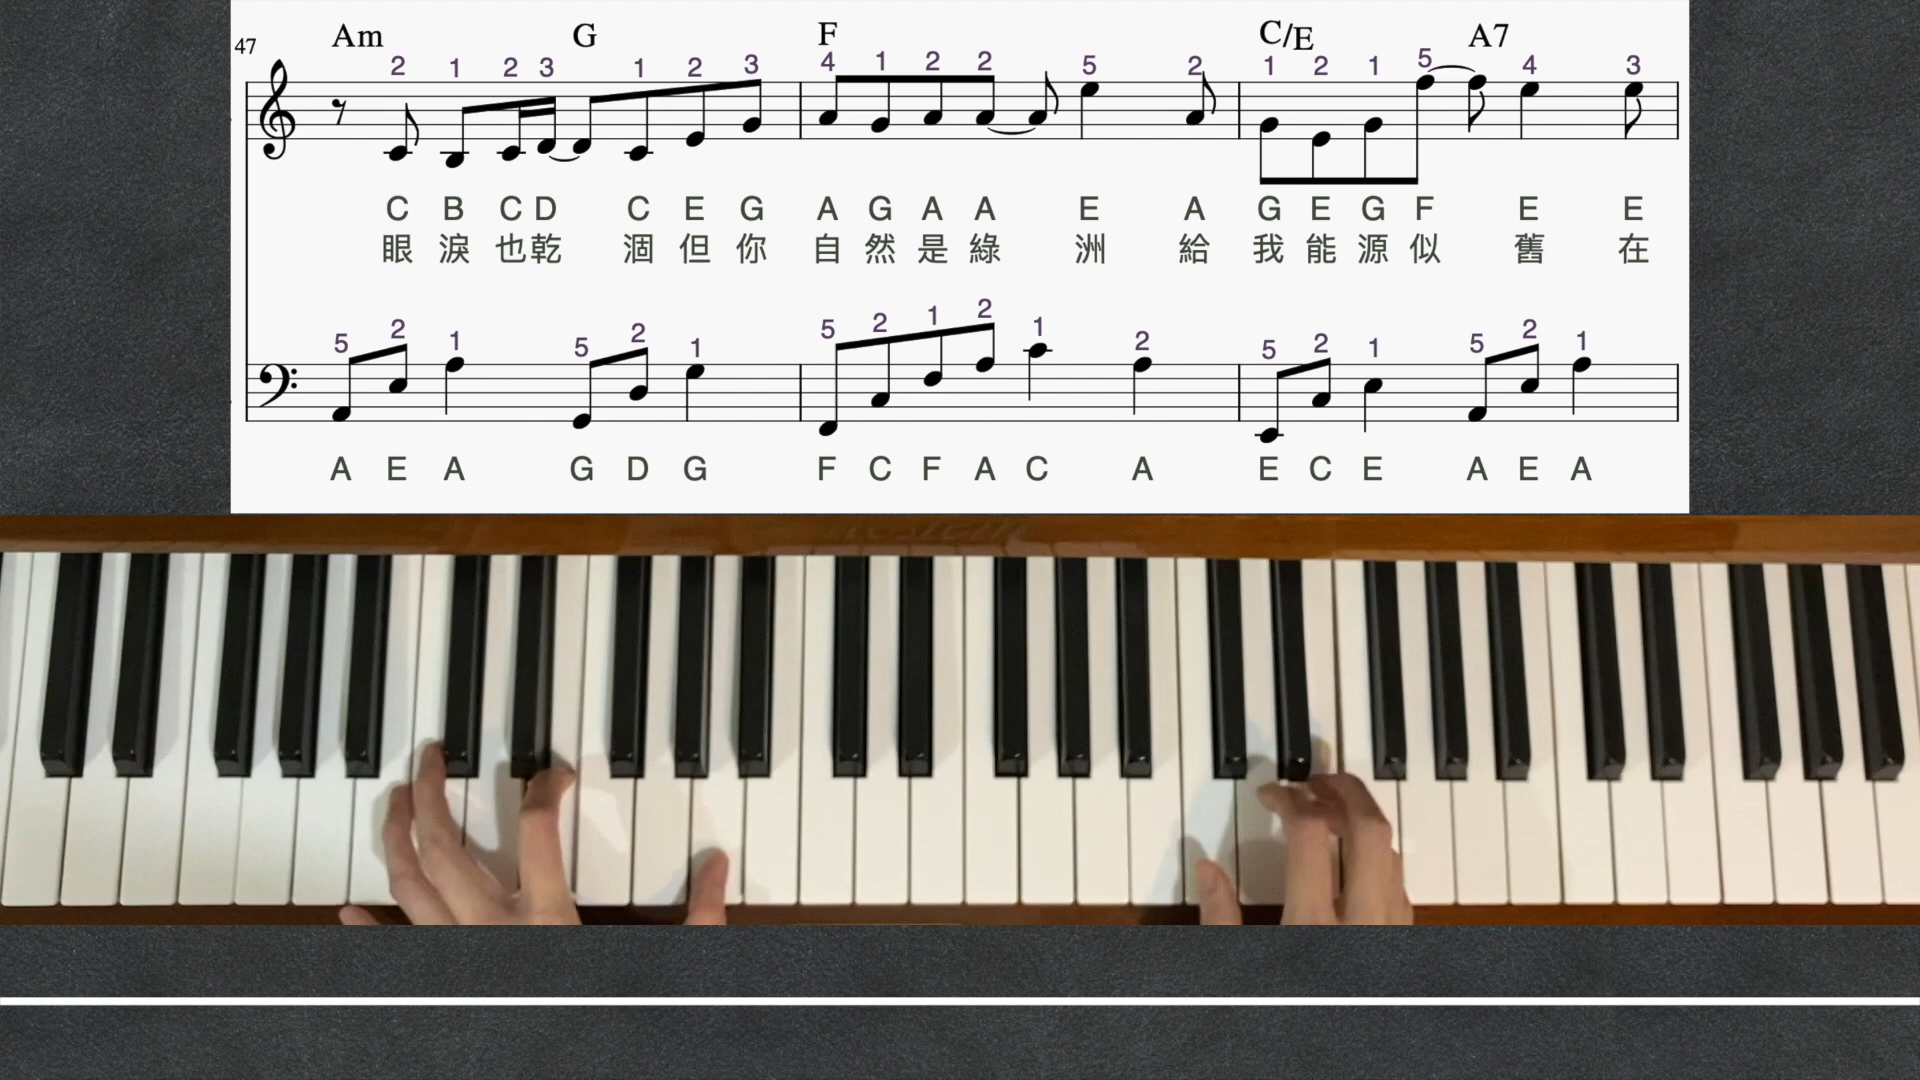 Am G F C/E A7
47 2 1 2 3 1 2 3 4 1 2 2 5 2 1 2 1 5 4 3
C B C D C E G A G A A E A G E G F E E
眼 淚 也 乾 涸 但 你 自 然 是 綠 洲 給 我 能 源 似 舊 在
5 2 1 5 2 1 5 2 1 2 1 2 5 2 1 5 2 1
A E A G D G F C F A C A E C E A E A